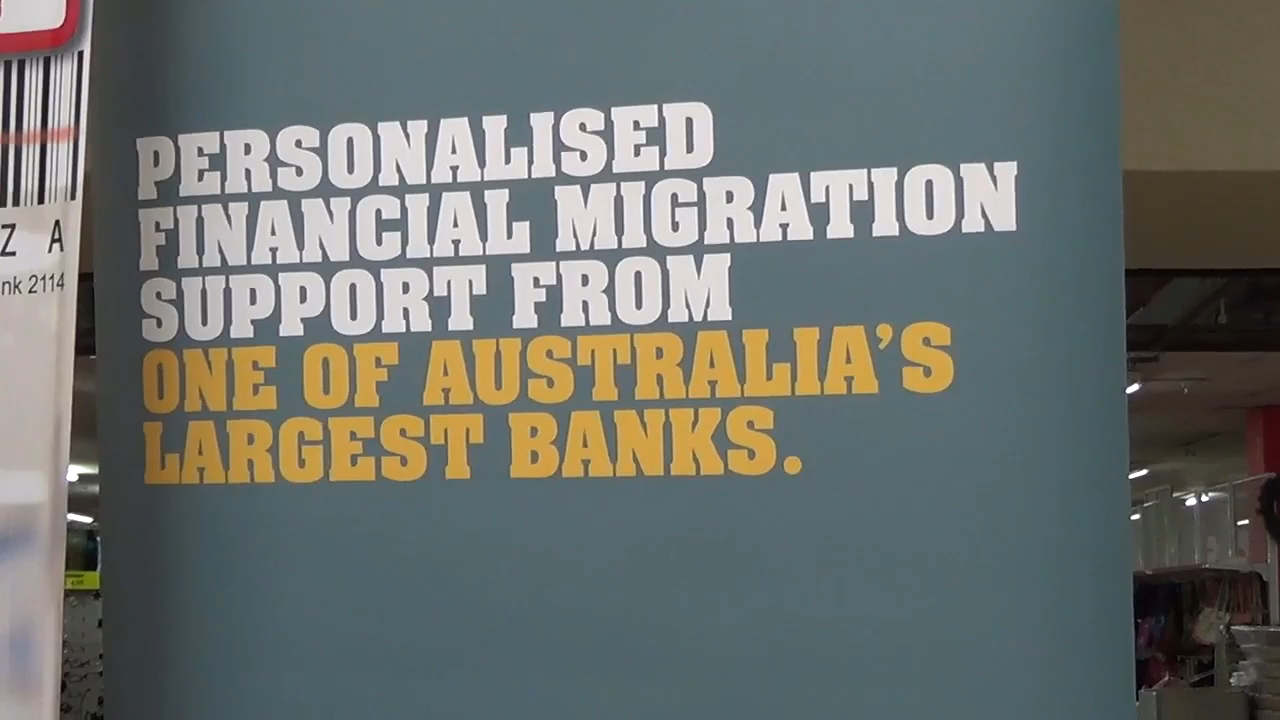 PERSONALISED
FINANCIAL MIGRATION
SUPPORT FROM
ONE OF AUSTRALIA'S
LARGEST BANKS.
Z A
nk 2114